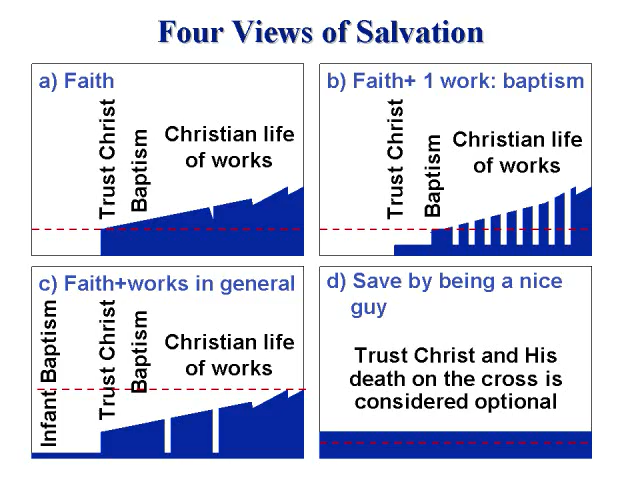 Four Views of Salvation
a) Faith
Trust Christ
Baptism
Christian life
of works
b) Faith+ 1 work: baptism
Trust Christ
Baptism
Christian life
of works
c) Faith+works in general
Infant Baptism
Trust Christ
Baptism
Christian life
of works
d) Save by being a nice
guy
Trust Christ and His
death on the cross is
considered optional